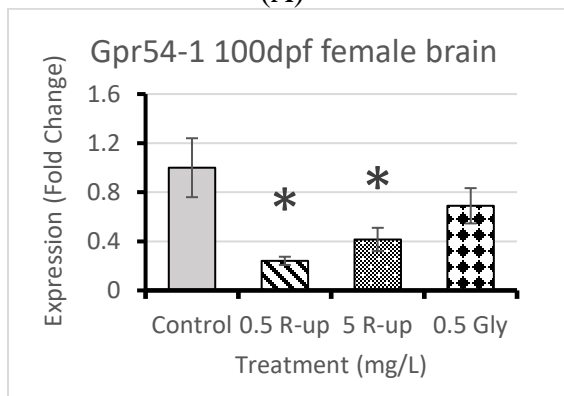 (A)
Gpr54-1 100dpf female brain
Expression (Fold Change)
1.6
1.2
0.8
0.4
0
* *
Control 0.5 R-up 5 R-up 0.5 Gly
Treatment (mg/L)